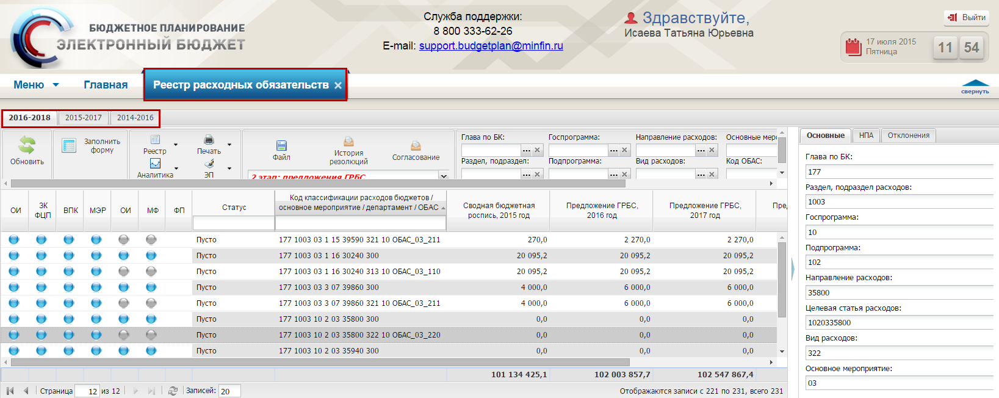 БЮДЖЕТНОЕ ПЛАНИРОВАНИЕ
ЭЛЕКТРОННЫЙ БЮДЖЕТ
Служба поддержки:
8 800 333-62-26
E-mail: support.budgetplan@minfin.ru
Здравствуйте,
Исаева Татьяна Юрьевна
Выйти
17 июля 2015
Пятница
11 54
Меню Главная Реестр расходных обязательств
свернуть
2016-2018 2015-2017 2014-2016
Обновить
Заполнить
форму
Реестр
Аналитика
Печать
ЭП
Файл
История
резолюций
Согласование
2 этап: предложения ГРБС
Глава по БК: Госпрограмма: Направление расходов: Основные меро
Раздел, подраздел: Подпрограмма: Вид расходов: Код ОБАС:
ОИ ЗК ФЦП ВПК МЭР ОИ МФ ФП Статус
Код классификации расходов бюджетов /
основное мероприятие / департамент / ОБАС
Сводная бюджетная
роспись, 2015 год
Предложение ГРБС,
2016 год
Предложение ГРБС,
2017 год
Пред
Пусто 177 1003 03 1 15 39590 321 10 ОБАС_03_211 270,0 2 270,0 2 270,0
Пусто 177 1003 03 1 16 30240 300 20 095,2 20 095,2 20 095,2
Пусто 177 1003 03 1 16 30240 313 10 ОБАС_03_110 20 095,2 20 095,2 20 095,2
Пусто 177 1003 03 3 07 39860 300 4 000,0 6 000,0 6 000,0
Пусто 177 1003 03 3 07 39860 321 10 ОБАС_03_211 4 000,0 6 000,0 6 000,0
Пусто 177 1003 10 2 03 35800 300 0,0 0,0 0,0
Пусто 177 1003 10 2 03 35800 322 10 ОБАС_03_220 0,0 0,0 0,0
Пусто 177 1003 10 2 03 35940 300 0,0 0,0 0,0
101 134 425,1 102 003 857,7 102 547 867,4
Страница 12 из 12 Записей: 20 Отображаются записи с 221 по 231, всего 231
Основные НПА Отклонения
Глава по БК:
177
Раздел, подраздел расходов:
1003
Госпрограмма:
10
Подпрограмма:
102
Направление расходов:
35800
Целевая статья расходов:
1020335800
Вид расходов:
322
Основное мероприятие:
03